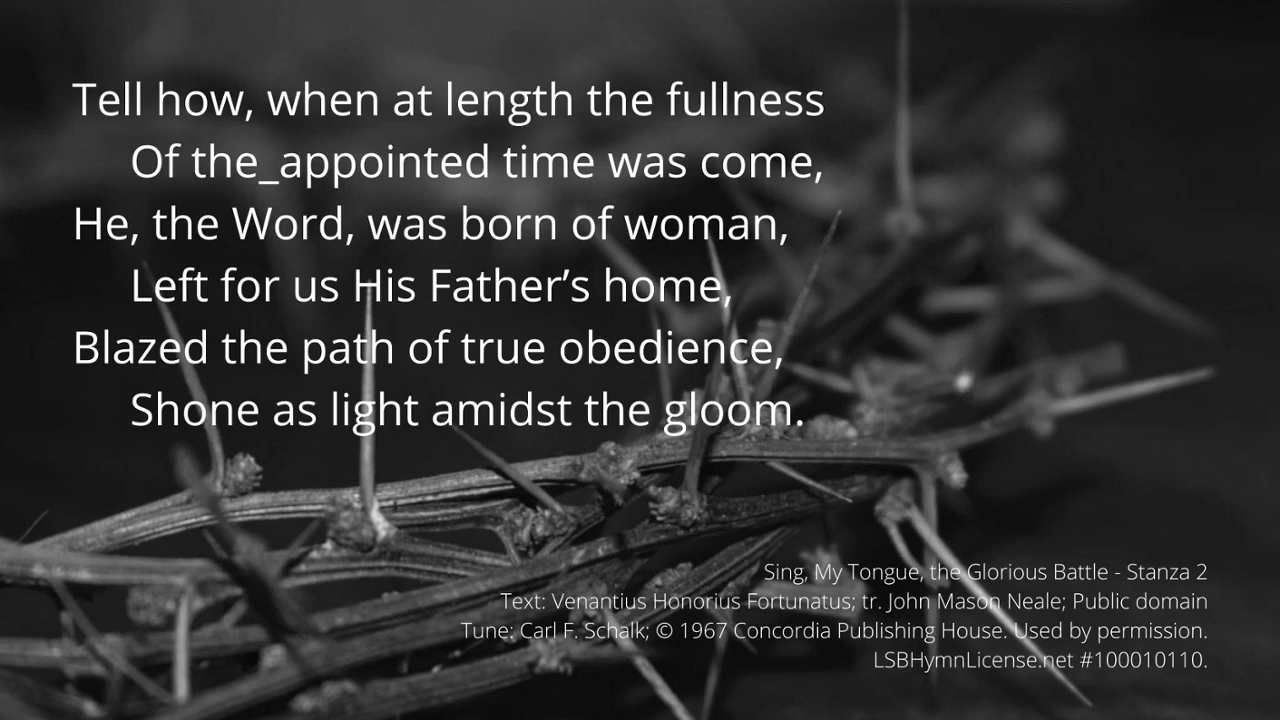 Tell how, when at length the fullness
Of the_appointed time was come,
He, the Word, was born of woman,
Left for us His Father’s home,
Blazed the path of true obedience,
Shone as light amidst the gloom.
Sing, My Tongue, the Glorious Battle - Stanza 2
Text: Venantius Honorius Fortunatus; tr. John Mason Neale; Public domain
Tune: Carl F. Schalk; © 1967 Concordia Publishing House. Used by permission.
LSBHymnLicense.net #100010110.